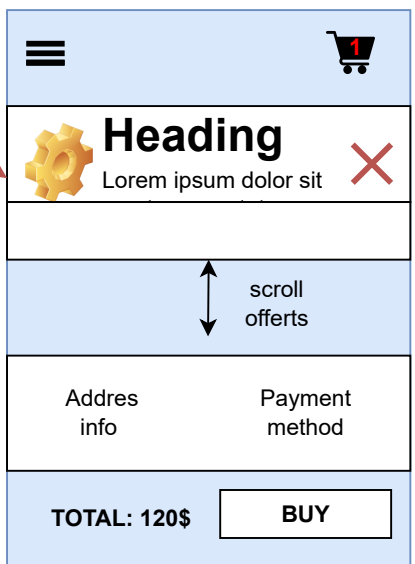 1
Heading
Lorem ipsum dolor sit
scroll
offerts
Addres
info
Payment
method
TOTAL: 120$
BUY